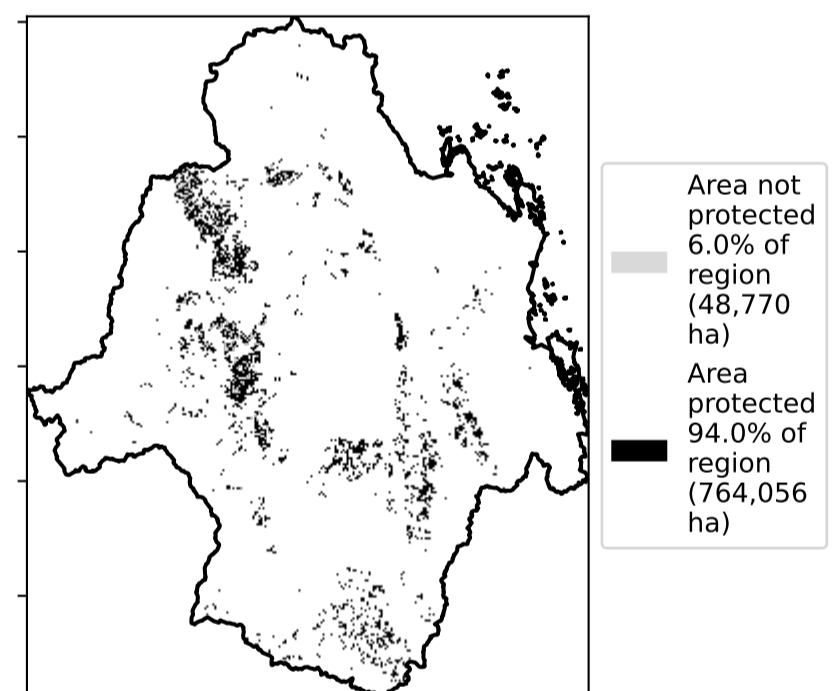 Area not
protected
6.0% of
region
(48,770
ha)
Area
protected
94.0% of
region
(764,056
ha)